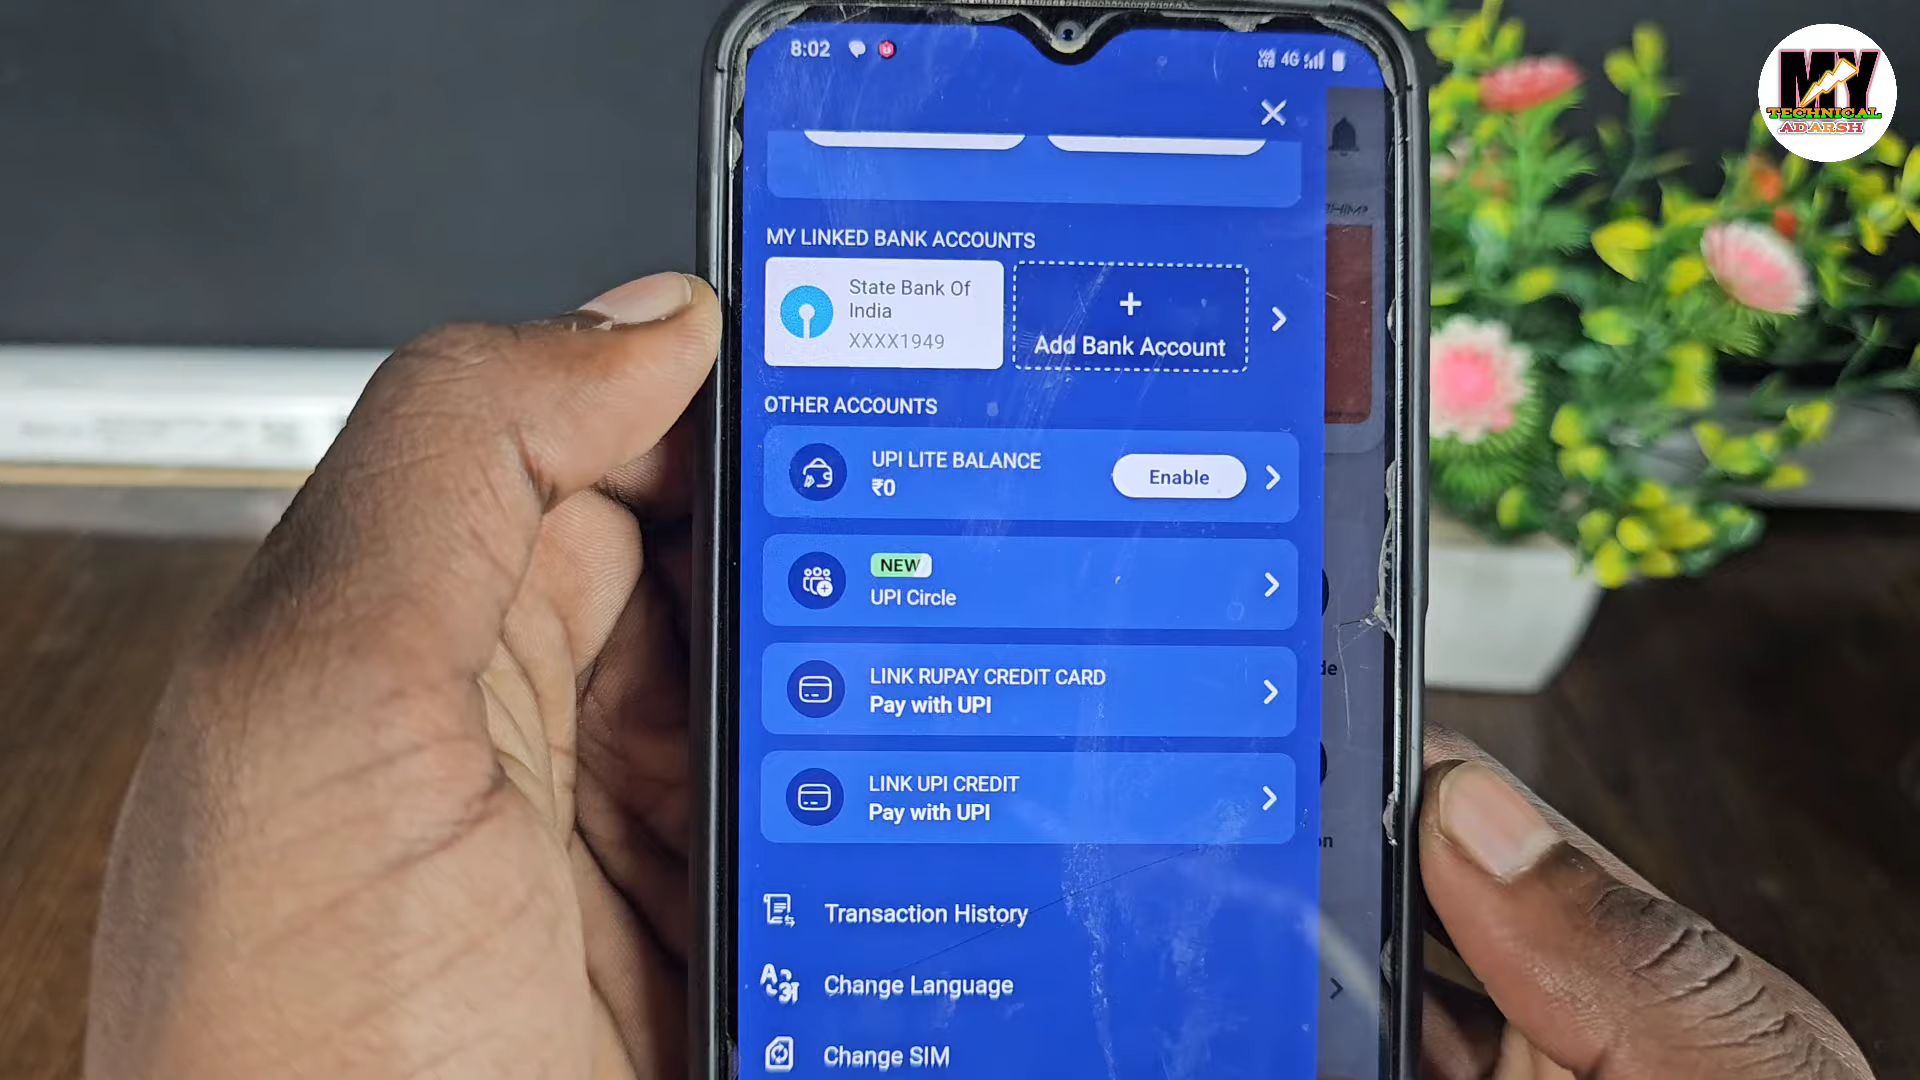 8:02
4G
MY
TECHNICAL
ADARSH
MY LINKED BANK ACCOUNTS
State Bank Of
India
XXXX1949
+
Add Bank Account
OTHER ACCOUNTS
UPI LITE BALANCE
₹0
Enable
NEW
UPI Circle
LINK RUPAY CREDIT CARD
Pay with UPI
de
LINK UPI CREDIT
Pay with UPI
on
Transaction History
Change Language
Change SIM